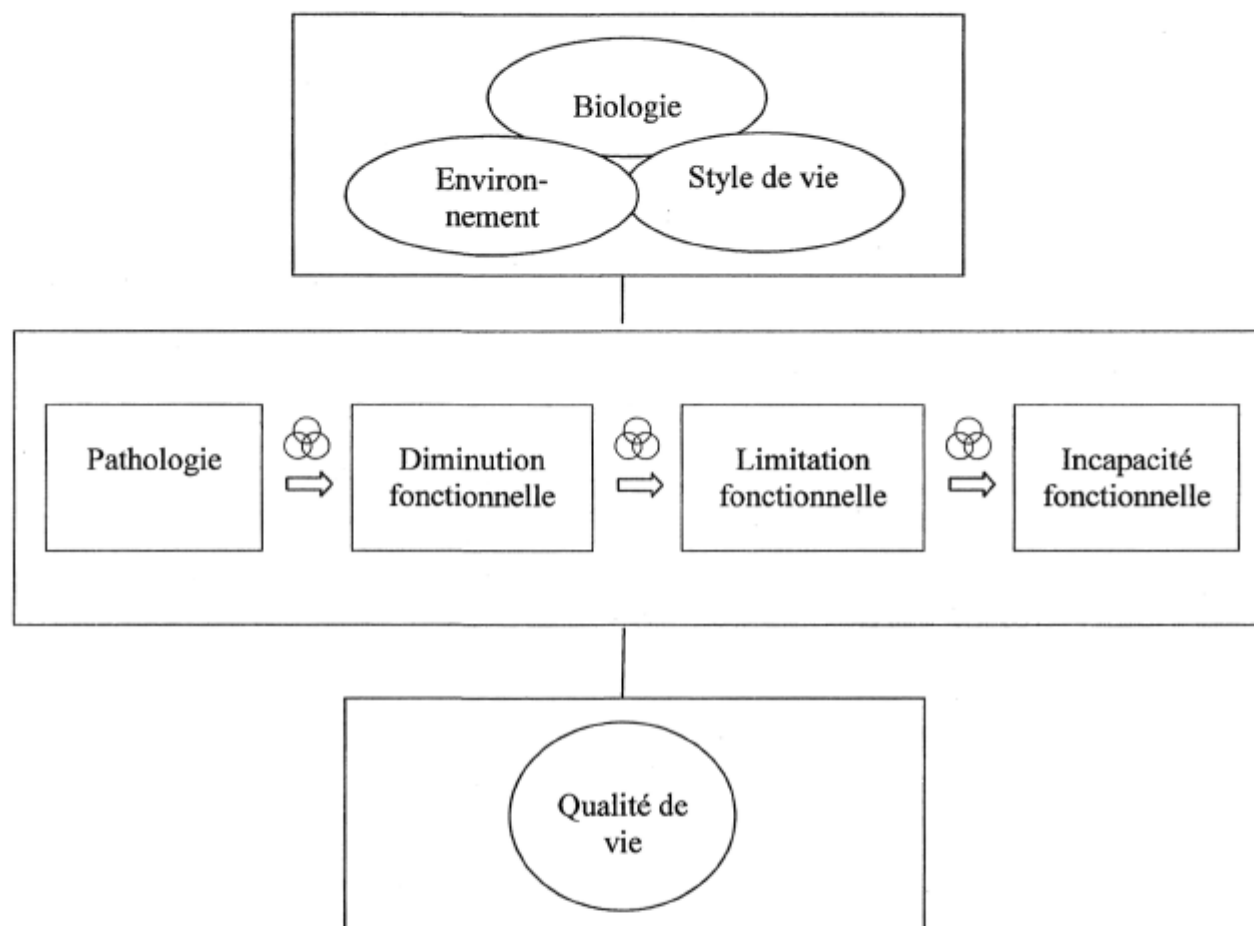 Biologie
Environ-
nement
Style de vie
Pathologie
Diminution
fonctionnelle
Limitation
fonctionnelle
Incapacité
fonctionnelle
Qualité de
vie